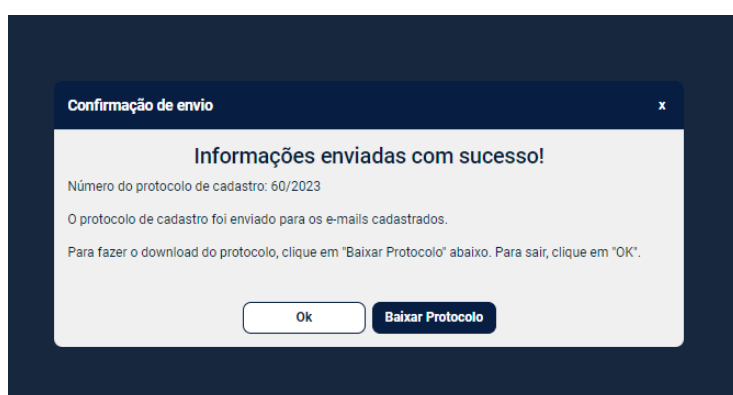 Confirmação de envio x
Informações enviadas com sucesso!
Número do protocolo de cadastro: 60/2023
O protocolo de cadastro foi enviado para os e-mails cadastrados.
Para fazer o download do protocolo, clique em "Baixar Protocolo" abaixo. Para sair, clique em "OK".
Ok Baixar Protocolo